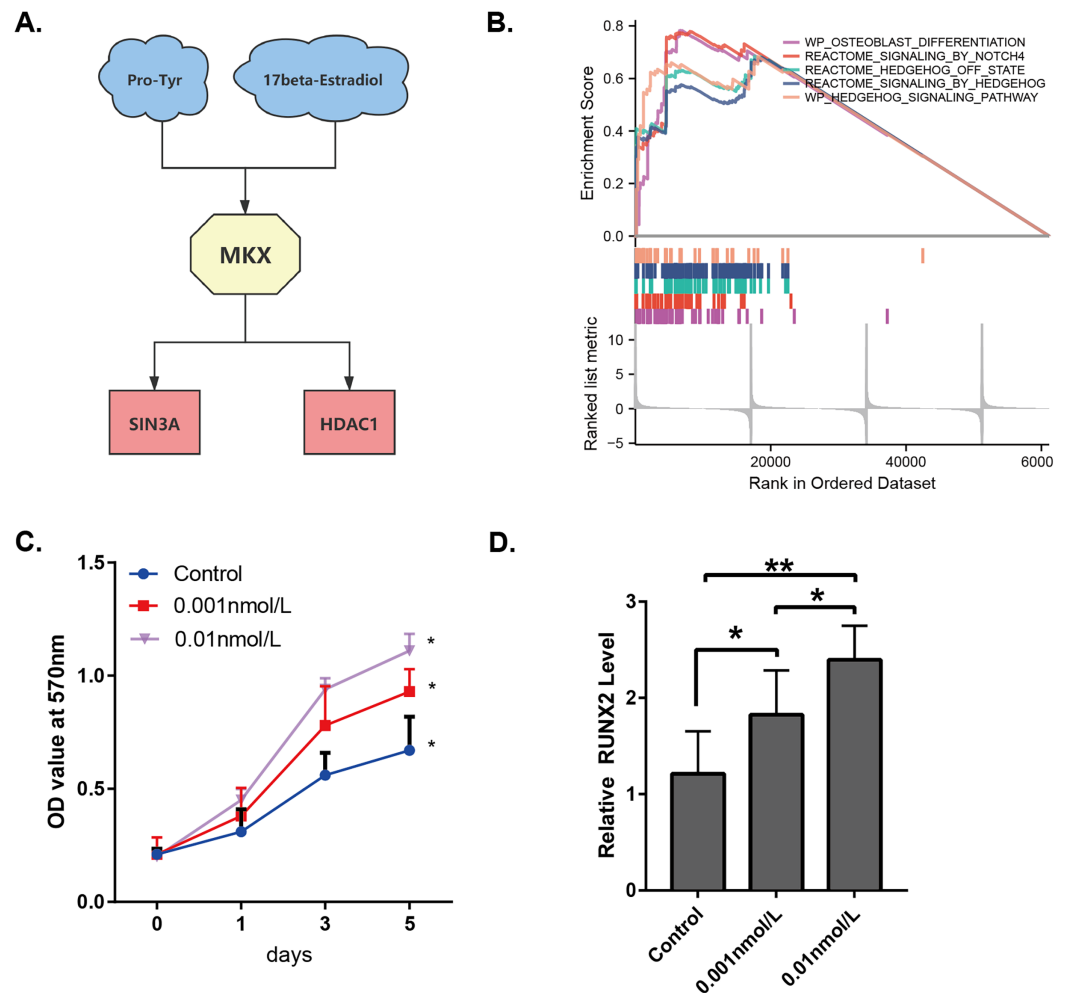 A.
Pro-Tyr
17beta-Estradiol
MKX
SIN3A
HDAC1
B.
Enrichment Score
0.8
0.6
0.4
0.2
0.0
WP_OSTEOBLAST_DIFFERENTIATION
REACTOME_SIGNALING_BY_NOTCH4
REACTOME_HEDGEHOG_OFF_STATE
REACTOME_SIGNALING_BY_HEDGEHOG
WP_HEDGEHOG_SIGNALING_PATHWAY
Ranked list metric
10
5
0
−5
20000
40000
6000
Rank in Ordered Dataset
C.
OD value at 570nm
1.5
1.0
0.5
0.0
Control
0.001nmol/L
0.01nmol/L
*
*
*
0
1
3
5
days
D.
Relative RUNX2 Level
3
2
1
0
**
*
*
Control
0.001nmol/L
0.01nmol/L